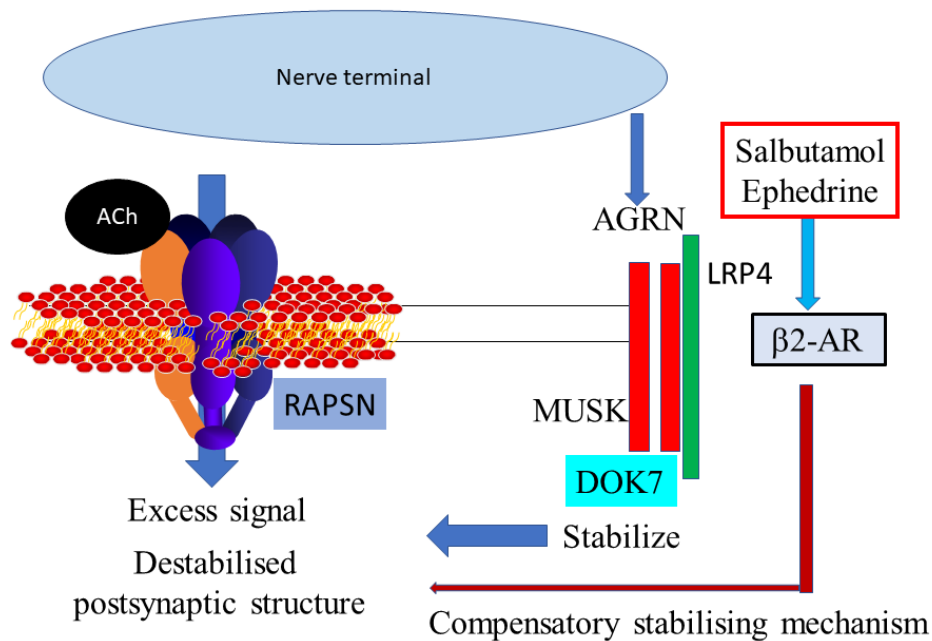 Nerve terminal
Salbutamol
Ephedrine
ACh
AGRN
LRP4
β2-AR
RAPSN
MUSK
DOK7
Excess signal
Stabilize
Destabilised
postsynaptic structure
Compensatory stabilising mechanism